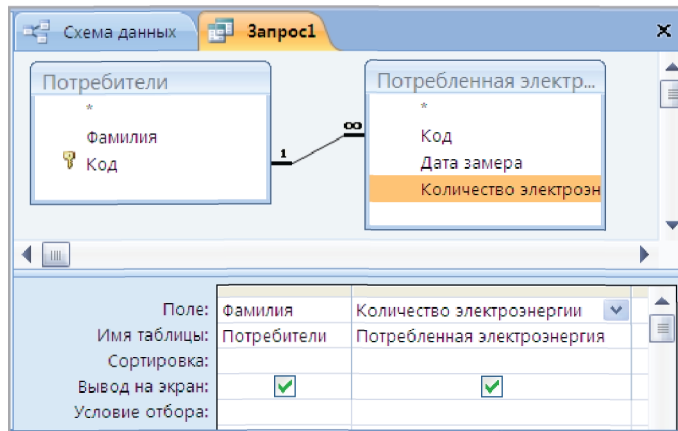 Схема данных
Запрос1
Потребители
*
Фамилия
Код
1
∞
Потребленная электр...
*
Код
Дата замера
Количество электроэн
Поле: Фамилия Количество электроэнергии
Имя таблицы: Потребители Потребленная электроэнергия
Сортировка:
Вывод на экран:
Условие отбора: